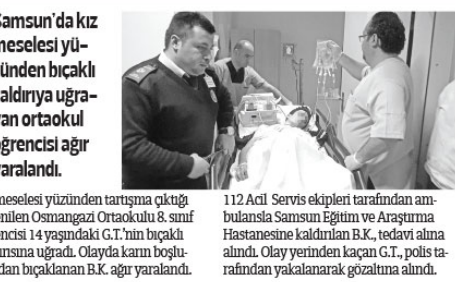 Samsun'da kız
meselesi yü-
zünden bıçaklı
saldırıya uğra-
yan ortaokul
öğrencisi ağır
yaralandı.
meselesi yüzünden tartışma çıktığı
Osmangazi Ortaokulu 8. sınıf
14 yaşındaki G.T.'nin bıçaklı
uğradı. Olayda karın boşlu-
bıçaklanan B.K. ağır yaralandı.
112 Acil Servis ekipleri tarafından am-
bulansla Samsun Eğitim ve Araştırma
Hastanesine kaldırılan B.K., tedavi altına
alındı. Olay yerinden kaçan G.T., polis ta-
rafından yakalanarak gözaltına alındı.